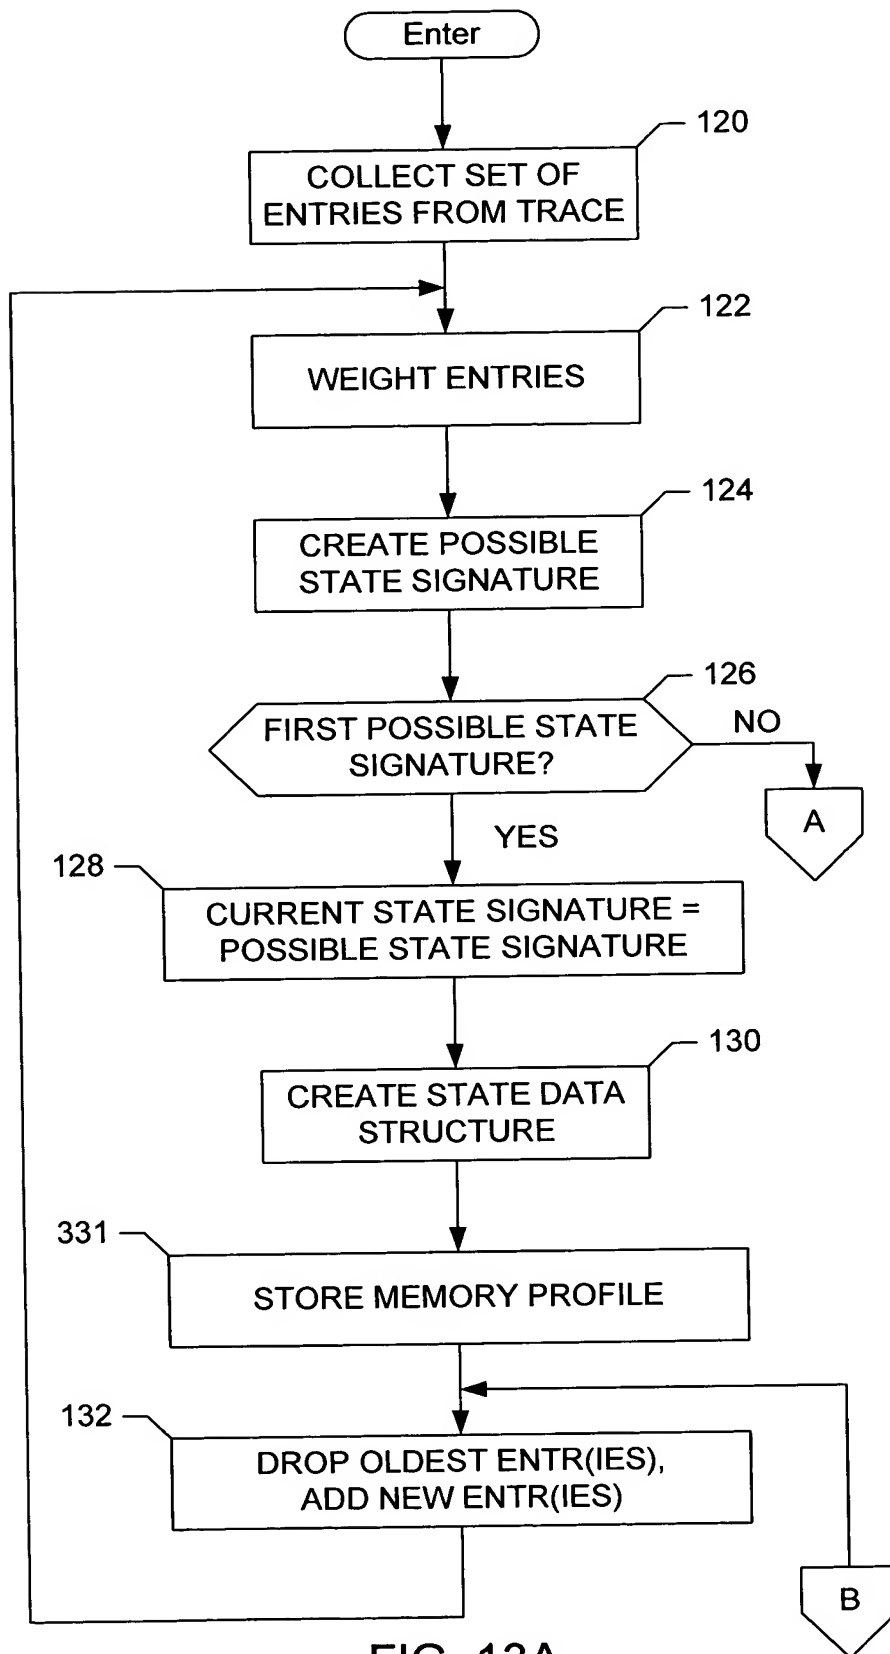 Enter
120
COLLECT SET OF
ENTRIES FROM TRACE
122
WEIGHT ENTRIES
124
CREATE POSSIBLE
STATE SIGNATURE
126
FIRST POSSIBLE STATE
SIGNATURE?
NO
A
YES
128
CURRENT STATE SIGNATURE =
POSSIBLE STATE SIGNATURE
130
CREATE STATE DATA
STRUCTURE
331
STORE MEMORY PROFILE
132
DROP OLDEST ENTR(IES),
ADD NEW ENTR(IES)
B
FIG. 13A